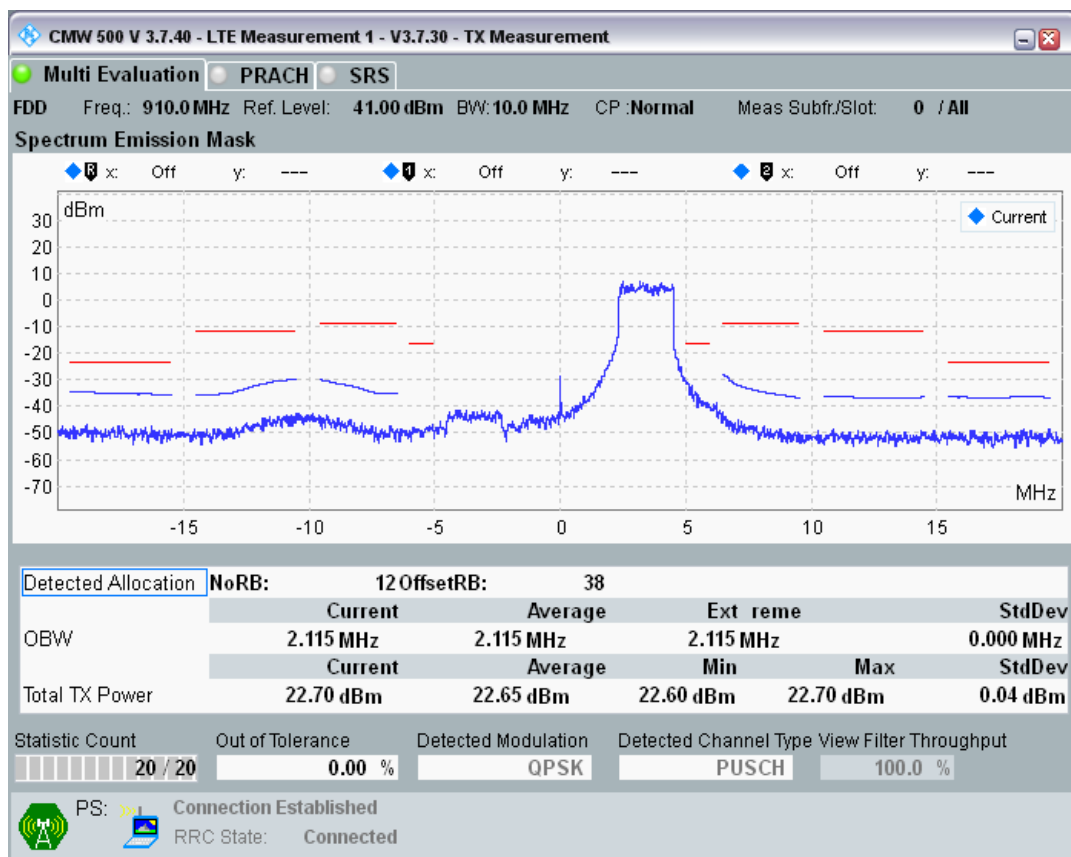 CMW 500 V 3.7.40 - LTE Measurement 1 - V3.7.30 - TX Measurement
Multi Evaluation PRACH SRS
FDD Freq.: 910.0 MHz Ref. Level: 41.00 dBm BW: 10.0 MHz CP :Normal Meas Subfr./Slot: 0 / All
Spectrum Emission Mask
R x: Off y: --- 1 x: Off y: --- 2 x: Off y: ---
dBm
Current
30
20
10
0
-10
-20
-30
-40
-50
-60
-70
MHz
-15 -10 -5 0 5 10 15
Detected Allocation NoRB: 12 OffsetRB: 38
Current Average Ext reme StdDev
OBW 2.115 MHz 2.115 MHz 2.115 MHz 0.000 MHz
Current Average Min Max StdDev
Total TX Power 22.70 dBm 22.65 dBm 22.60 dBm 22.70 dBm 0.04 dBm
Statistic Count Out of Tolerance Detected Modulation Detected Channel Type View Filter Throughput
20 / 20 0.00 % QPSK PUSCH 100.0 %
PS: Connection Established
RRC State: Connected